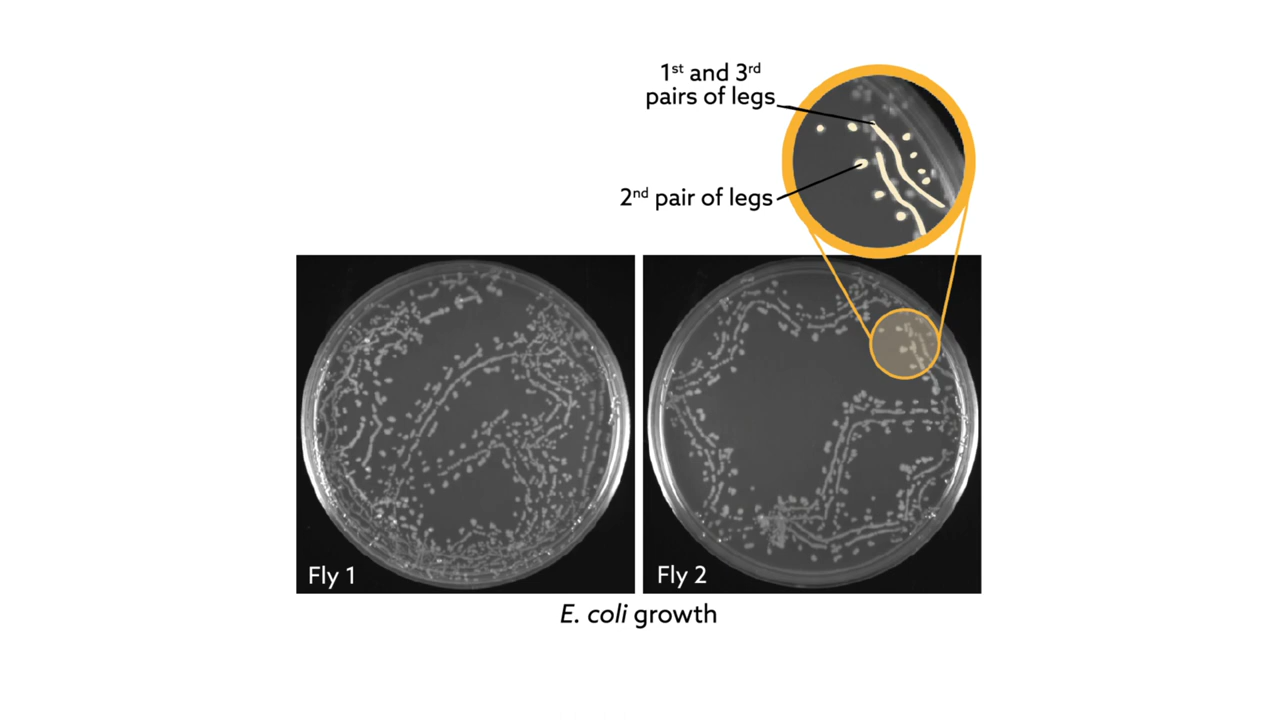 1st and 3rd
pairs of legs
2nd pair of legs
Fly 1
Fly 2
E. coli growth